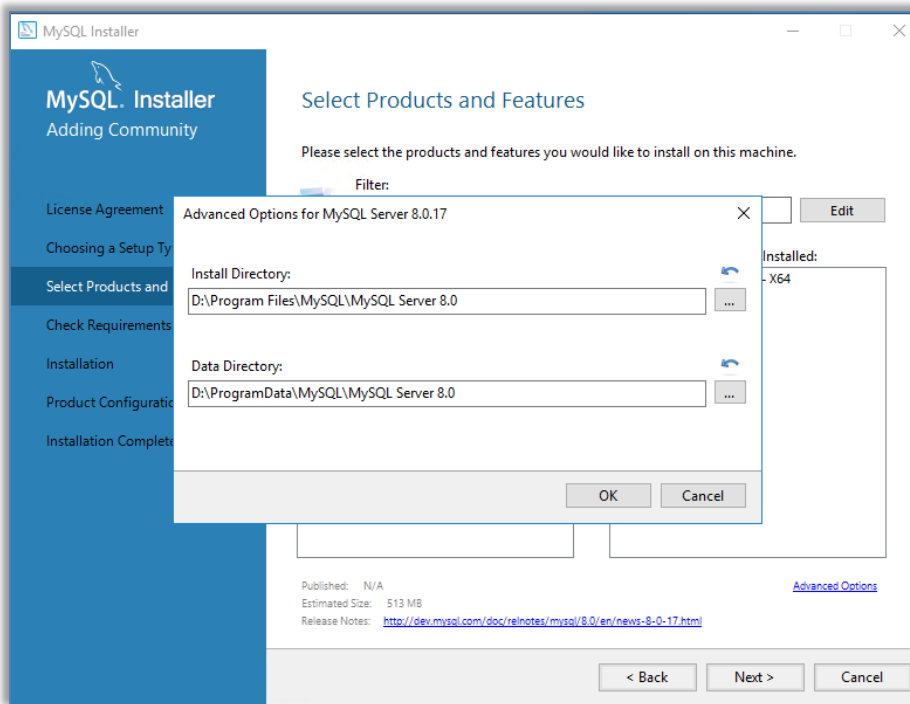 MySQL Installer
MySQL. Installer
Adding Community
License Agreement
Choosing a Setup Ty
Select Products and
Check Requirements
Installation
Product Configuratio
Installation Complete
Select Products and Features
Please select the products and features you would like to install on this machine.
Filter:
Edit
Installed:
- X64
Advanced Options for MySQL Server 8.0.17
Install Directory:
D:\Program Files\MySQL\MySQL Server 8.0
...
Data Directory:
D:\ProgramData\MySQL\MySQL Server 8.0
...
OK Cancel
Published: N/A
Advanced Options
Estimated Size: 513 MB
Release Notes: http://dev.mysql.com/doc/relnotes/mysql/8.0/en/news-8-0-17.html
< Back Next > Cancel